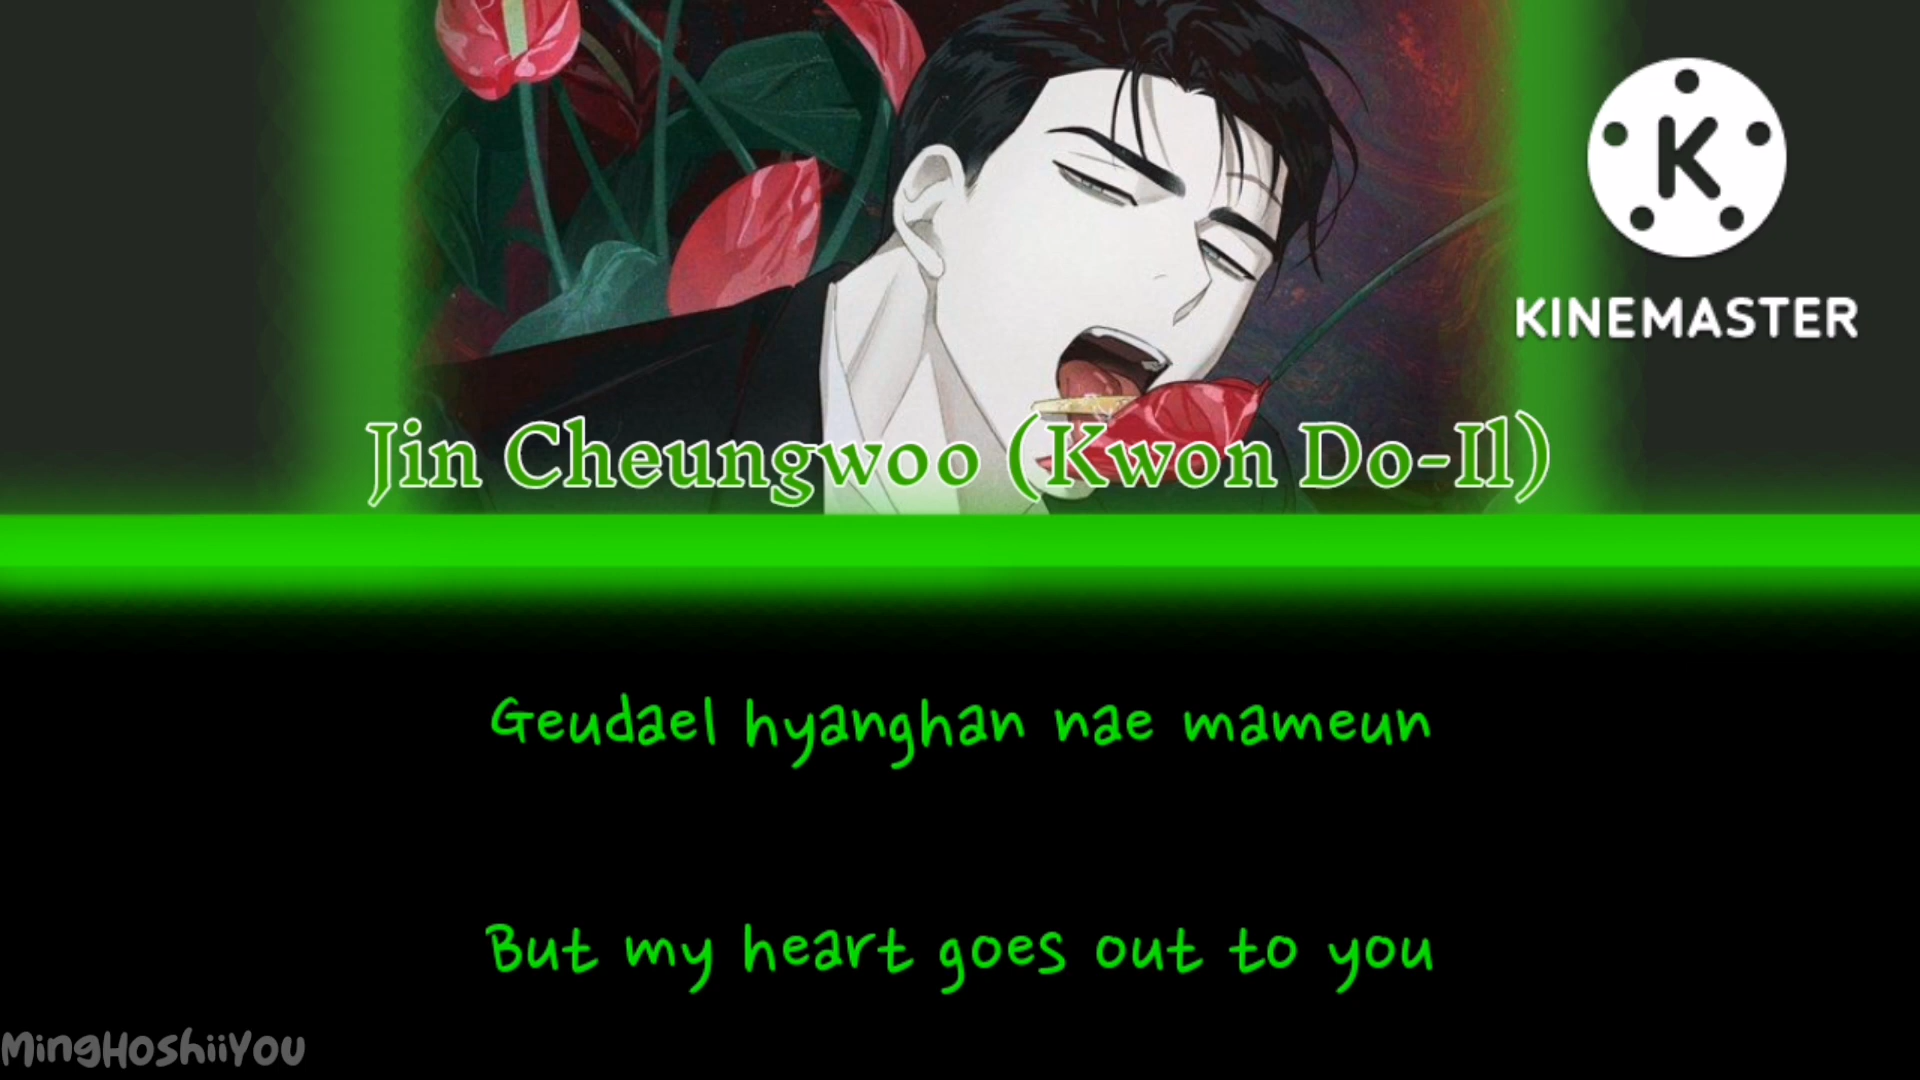 K
KINEMASTER
Jin Cheungwoo (Kwon Do-Il)
Geudael hyanghan nae mameun
But my heart goes out to you
MingHoshiiYou